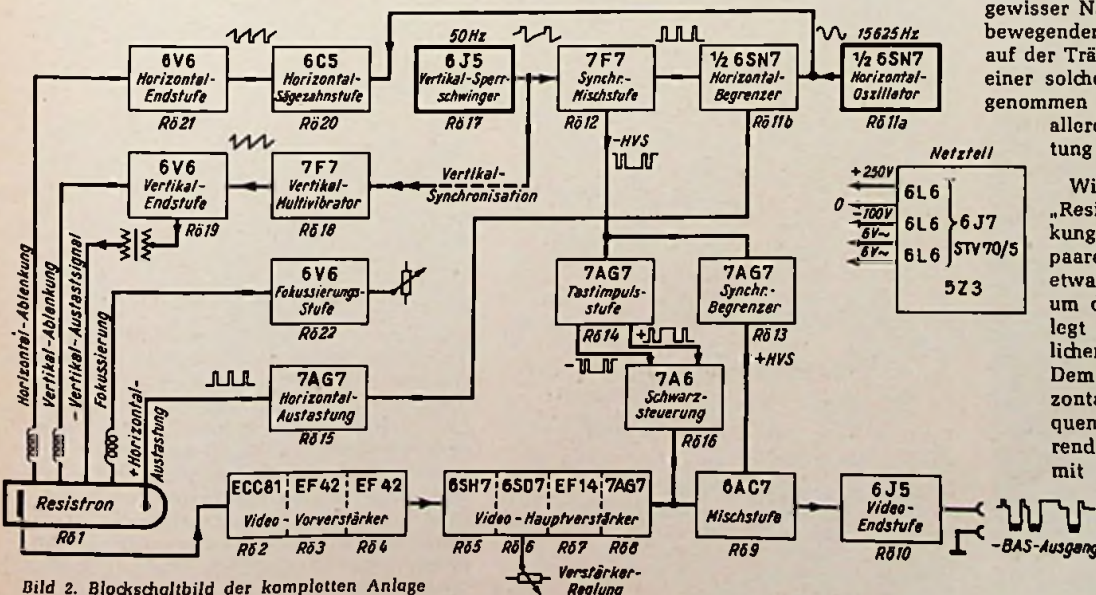 50Hz
15625Hz
6V6
Horizontal-
Endstufe
Rö21
6C5
Horizontal-
Sägezahnstufe
Rö20
6J5
Vertikal-Sperr-
schwinger
Rö17
7F7
Synchr.-
Mischstufe
Rö12
½ 6SN7
Horizontal-
Begrenzer
Rö11b
½ 6SN7
Horizontal-
Oszillator
Rö11a
-HVS
6V6
Vertikal-
Endstufe
Rö19
7F7
Vertikal-
Multivibrator
Rö18
Vertikal-
Synchronisation
6V6
Fokussierungs-
Stufe
Rö22
7AG7
Tastimpuls-
stufe
Rö14
7AG7
Synchr.-
Begrenzer
Rö13
+HVS
-
+
7A6
Schwarz-
steuerung
Rö16
7AG7
Horizontal-
Austastung
Rö15
Horizontal-Ablenkung
Vertikal-Ablenkung
- Vertikal-Austastsignal
Fokussierung
+Horizontal-
Austastung
Resistron
Rö1
ECC81 EF42 EF42
Video-Vorverstärker
Rö2 Rö3 Rö4
6SH7 6SD7 EF14 7AG7
Video-Hauptverstärker
Rö5 Rö6 Rö7 Rö8
Verstärker-
Regelung
6AC7
Mischstufe
Rö9
6J5
Video-
Endstufe
Rö10
-BAS-Ausgang
Netzteil
+250V
0
-100V
6V~
6V~
6L6
6L6
6L6
6J7
STV70/5
5Z3
Bild 2. Blockschaltbild der kompletten Anlage
gewisser N
bewegender
auf der Trä
einer solche
genommen
allere
tung
Wi
„Resi
kung
paare
etwa
um d
legt
licher
Dem
zonta
quen
rend
mit